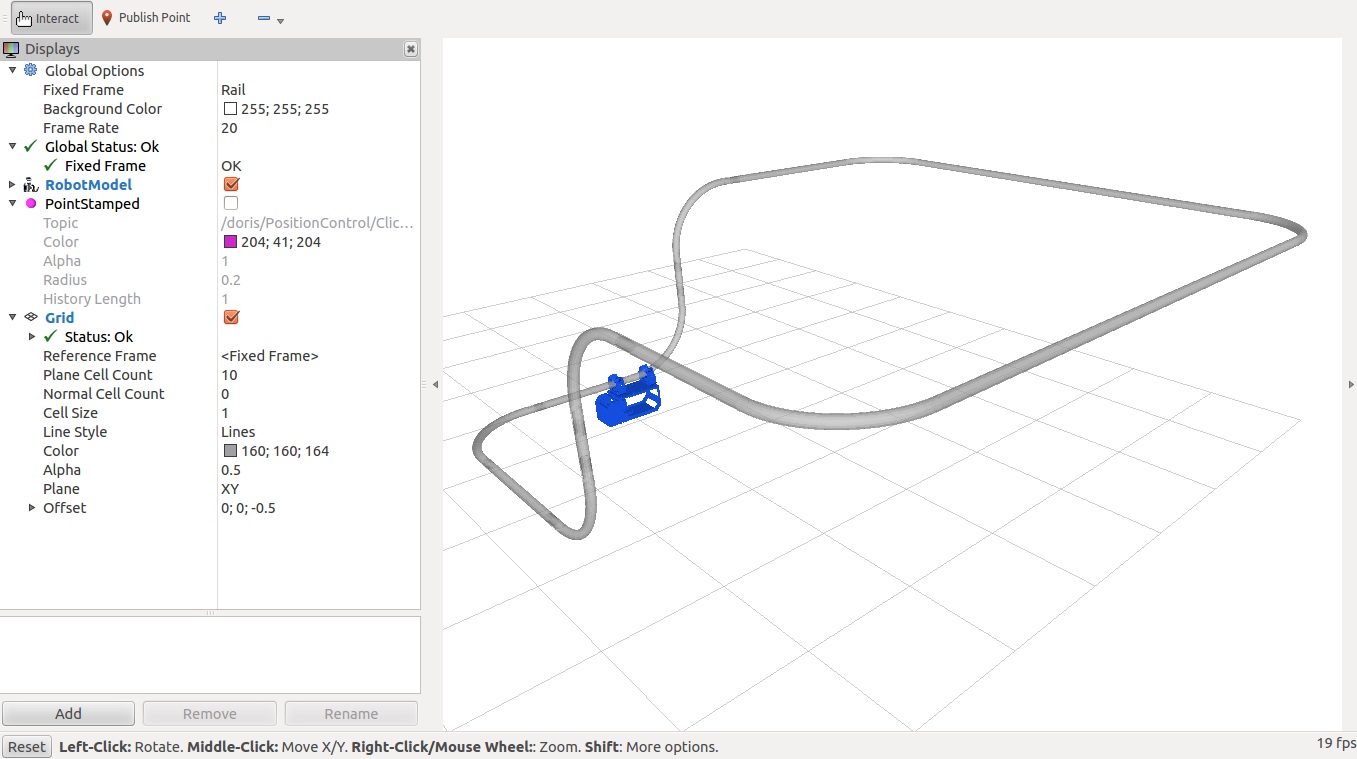 Interact Publish Point
Displays
Global Options
Fixed Frame Rail
Background Color 255; 255; 255
Frame Rate 20
Global Status: Ok
Fixed Frame OK
RobotModel
PointStamped
Topic /doris/PositionControl/Clic...
Color 204; 41; 204
Alpha 1
Radius 0.2
History Length 1
Grid
Status: Ok
Reference Frame <Fixed Frame>
Plane Cell Count 10
Normal Cell Count 0
Cell Size 1
Line Style Lines
Color 160; 160; 164
Alpha 0.5
Plane XY
Offset 0; 0; -0.5
Add Remove Rename
Reset Left-Click: Rotate. Middle-Click: Move X/Y. Right-Click/Mouse Wheel:: Zoom. Shift: More options. 19 fps